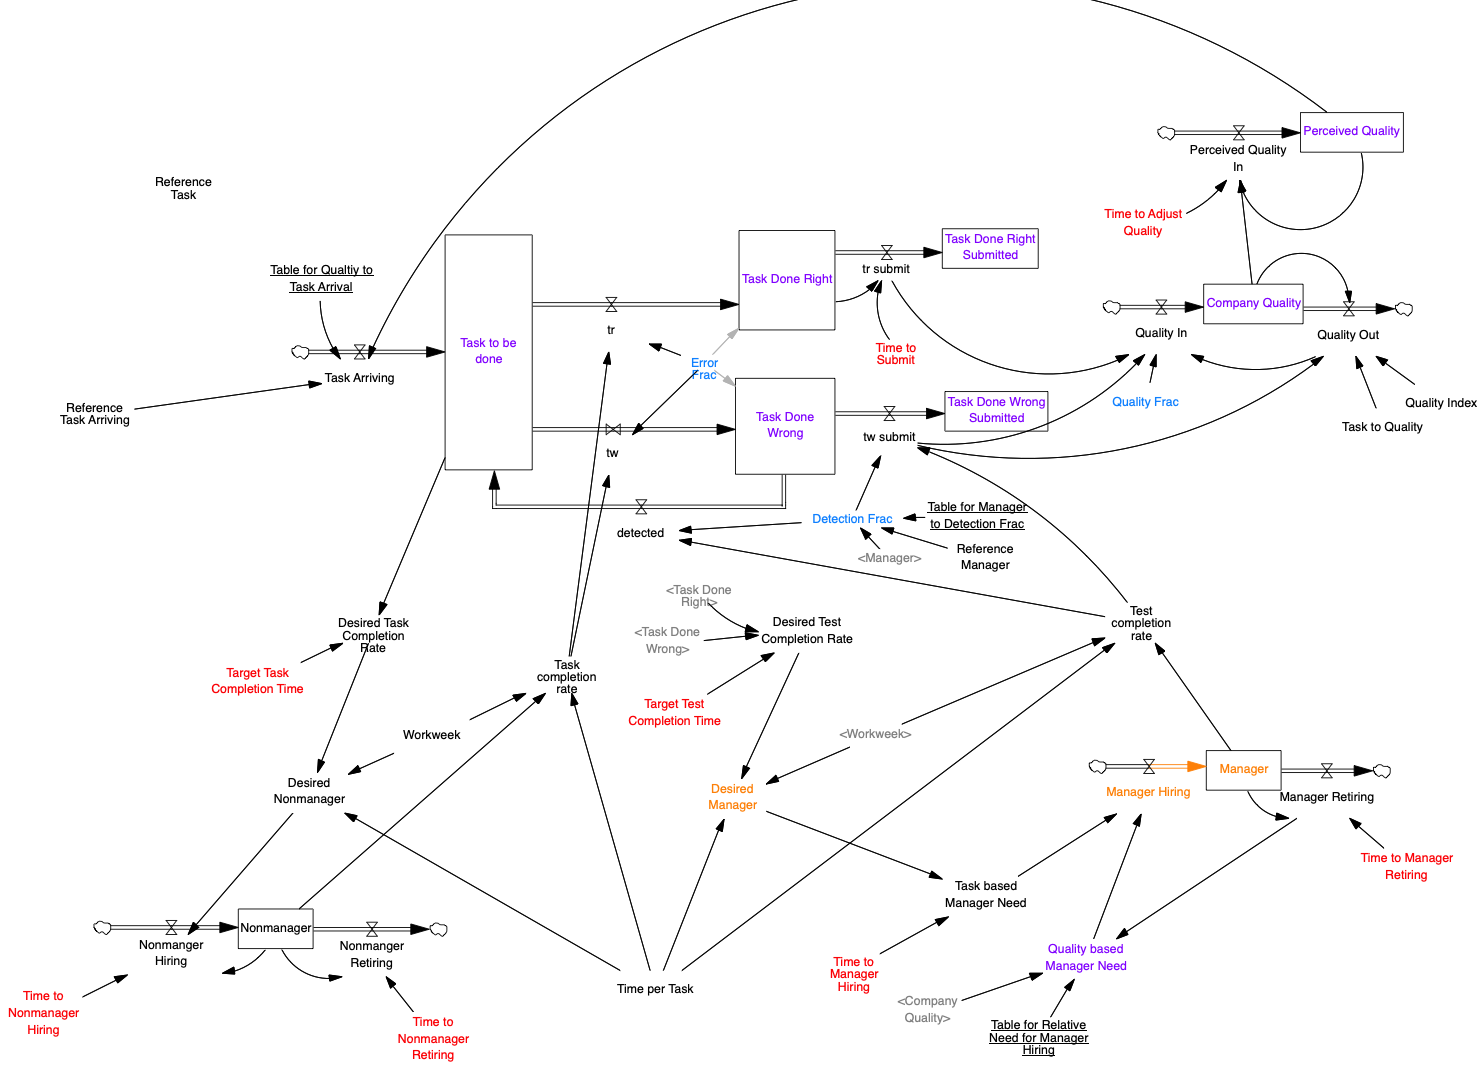 Perceived Quality
Perceived Quality
In
Reference
Task
Time to Adjust
Quality
Task Done Right
Submitted
Table for Qualtiy to
Task Arrival
tr submit
Task Done Right
Company Quality
tr
Quality In
Quality Out
Task to be
done
Time to
Submit
Error
Frac
Task Arriving
Reference
Task Arriving
Quality Frac
Quality Index
Task Done Wrong
Submitted
Task Done
Wrong
Task to Quality
tw submit
tw
Table for Manager
to Detection Frac
Detection Frac
detected
<Manager>
Reference
Manager
<Task Done
Right>
Desired Task
Completion
Rate
Desired Test
Completion Rate
<Task Done
Wrong>
Test
completion
rate
Target Task
Completion Time
Task
completion
rate
Target Test
Completion Time
Workweek
<Workweek>
Desired
Nonmanager
Desired
Manager
Manager Hiring
Manager
Manager Retiring
Time to Manager
Retiring
Task based
Manager Need
Nonmanager
Nonmanger
Hiring
Nonmanger
Retiring
Quality based
Manager Need
Time to
Manager
Hiring
Time per Task
Time to
Nonmanager
Hiring
<Company
Quality>
Time to
Nonmanager
Retiring
Table for Relative
Need for Manager
Hiring